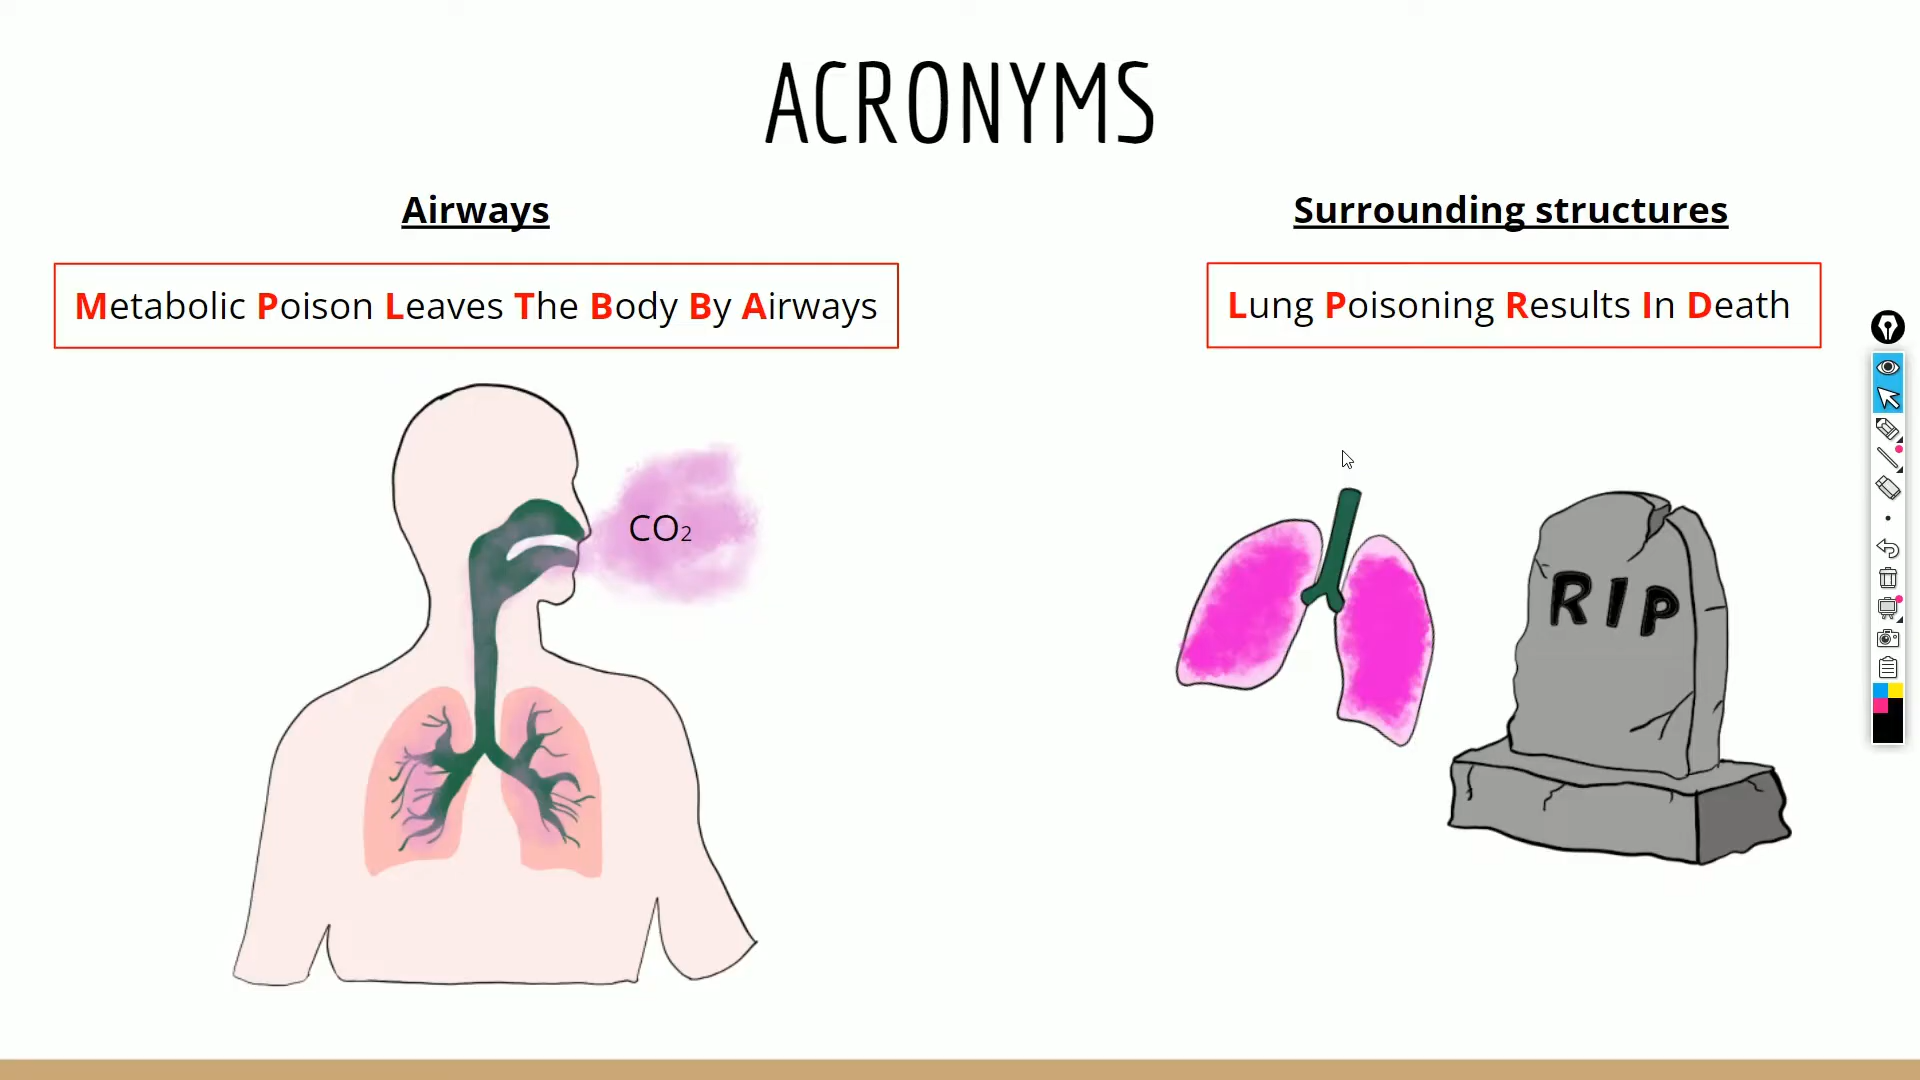 ACRONYMS
Airways
Metabolic Poison Leaves The Body By Airways
CO₂
Surrounding structures
Lung Poisoning Results In Death
RIP